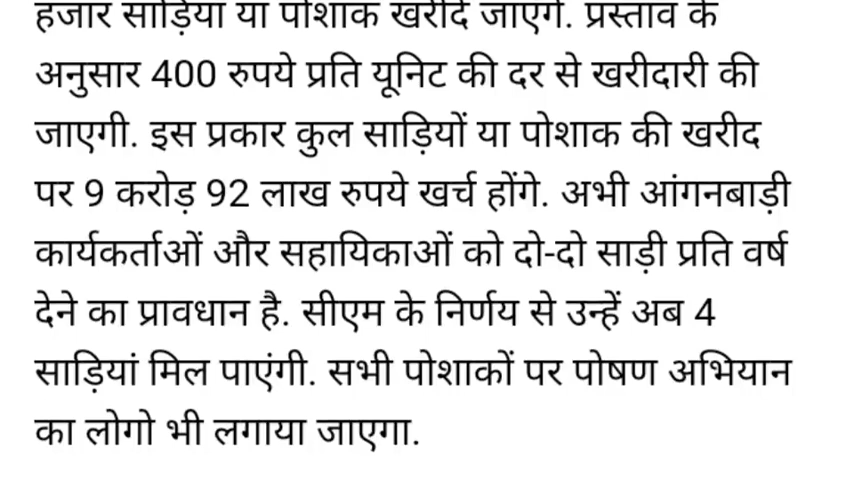 हजार साड़ियां या पोशाक खरीदे जाएंगे. प्रस्ताव के
अनुसार 400 रुपये प्रति यूनिट की दर से खरीदारी की
जाएगी. इस प्रकार कुल साड़ियों या पोशाक की खरीद
पर 9 करोड़ 92 लाख रुपये खर्च होंगे. अभी आंगनबाड़ी
कार्यकर्ताओं और सहायिकाओं को दो-दो साड़ी प्रति वर्ष
देने का प्रावधान है. सीएम के निर्णय से उन्हें अब 4
साड़ियां मिल पाएंगी. सभी पोशाकों पर पोषण अभियान
का लोगो भी लगाया जाएगा.